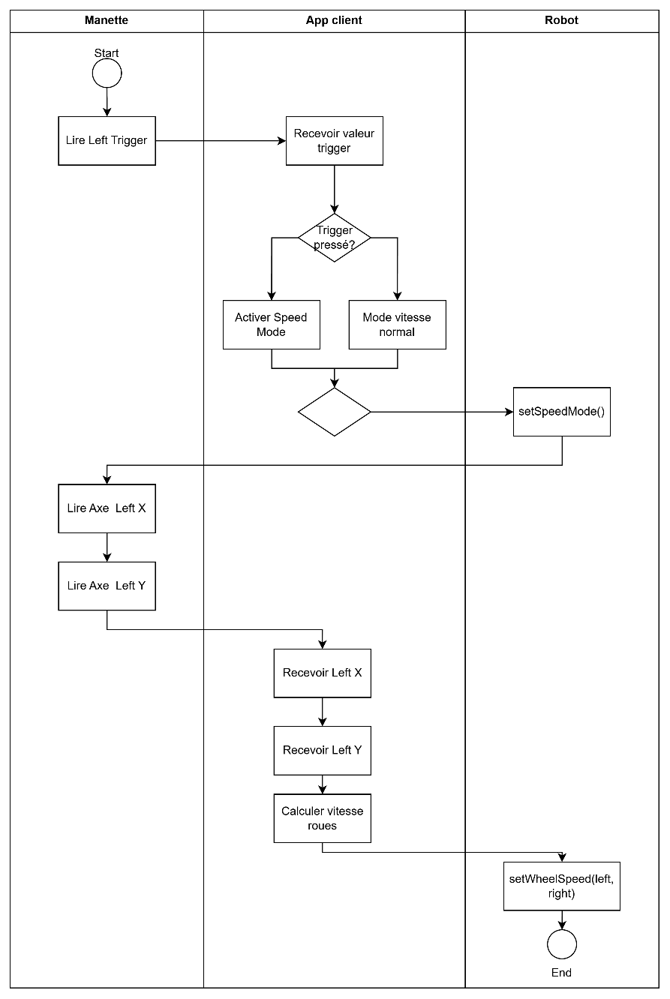 Manette
App client
Robot
Start
Lire Left Trigger
Recevoir valeur
trigger
Trigger
pressé?
Activer Speed
Mode
Mode vitesse
normal
setSpeedMode()
Lire Axe  Left X
Lire Axe  Left Y
Recevoir Left X
Recevoir Left Y
Calculer vitesse
roues
setWheelSpeed(left,
right)
End